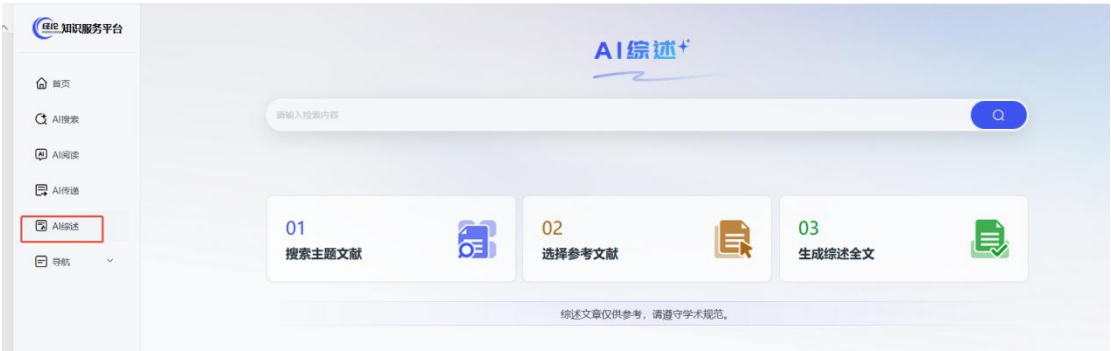 知识服务平台
首页
AI搜索
AI阅读
AI传递
AI综述
导航
AI综述
请输入检索内容
01
搜索主题文献
02
选择参考文献
03
生成综述全文
综述文章仅供参考，请遵守学术规范。